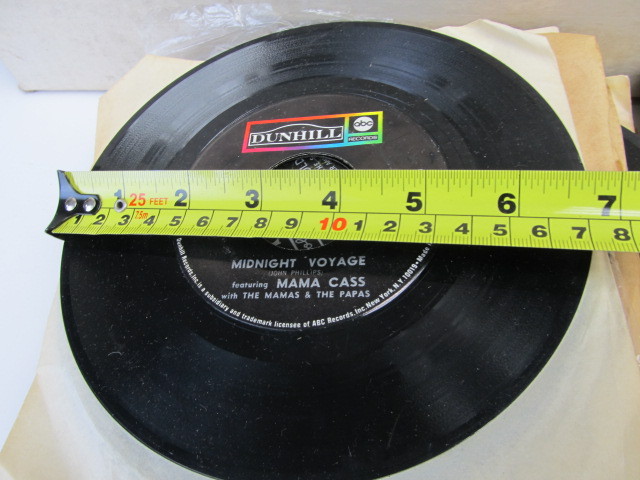 DUNHILL
abc
RECORDS
1 25 FEET 2 3 4 5 6 7
1 2 3 7.5m 4 5 6 7 8 9 10 1 2 3 4 5 6 7 8
MIDNIGHT VOYAGE
(JOHN PHILLIPS)
featuring MAMA CASS
with THE MAMAS & THE PAPAS
Dunhill Records, Inc. is a subsidiary and trademark licensee of ABC Records, Inc. New York, N.Y. 10019 • Made